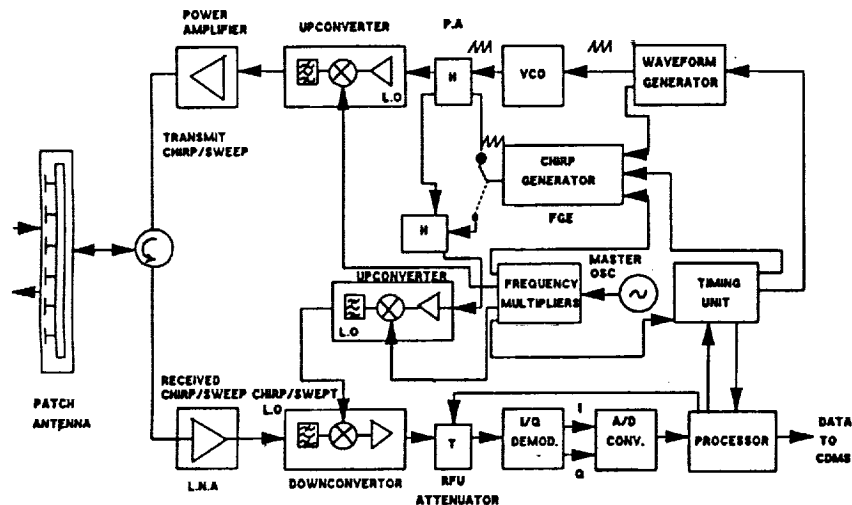 POWER
AMPLIFIER
UPCONVERTER
P.A
L.O
H
VCO
WAVEFORM
GENERATOR
TRANSMIT
CHIRP/SWEEP
CHIRP
GENERATOR
FGE
H
UPCONVERTER
L.O
FREQUENCY
MULTIPLIERS
MASTER
OSC
TIMING
UNIT
PATCH
ANTENNA
RECEIVED
CHIRP/SWEEP
CHIRP/SWEPT
L.O
L.N.A
DOWNCONVERTOR
T
RFU
ATTENUATOR
I/Q
DEMOD.
I
Q
A/D
CONV.
PROCESSOR
DATA
TO
CDMS